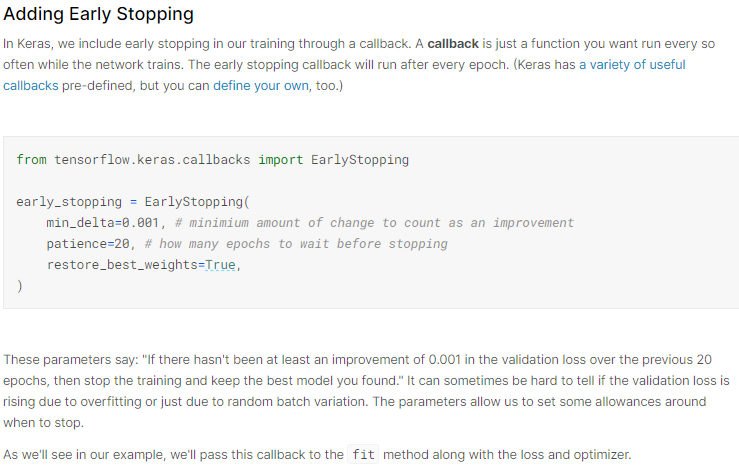 Adding Early Stopping
In Keras, we include early stopping in our training through a callback. A callback is just a function you want run every so
often while the network trains. The early stopping callback will run after every epoch. (Keras has a variety of useful
callbacks pre-defined, but you can define your own, too.)
from tensorflow.keras.callbacks import EarlyStopping
early_stopping = EarlyStopping(
    min_delta=0.001, # minimium amount of change to count as an improvement
    patience=20, # how many epochs to wait before stopping
    restore_best_weights=True,
)
These parameters say: "If there hasn't been at least an improvement of 0.001 in the validation loss over the previous 20
epochs, then stop the training and keep the best model you found." It can sometimes be hard to tell if the validation loss is
rising due to overfitting or just due to random batch variation. The parameters allow us to set some allowances around
when to stop.
As we'll see in our example, we'll pass this callback to the fit method along with the loss and optimizer.